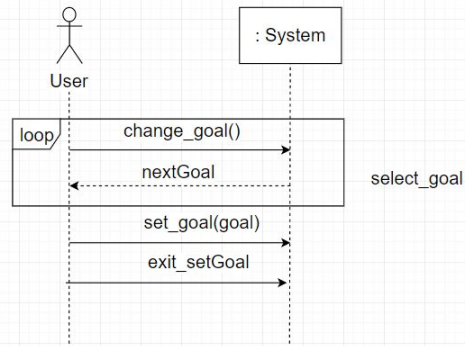 : System
User
loop
change_goal()
nextGoal
select_goal
set_goal(goal)
exit_setGoal